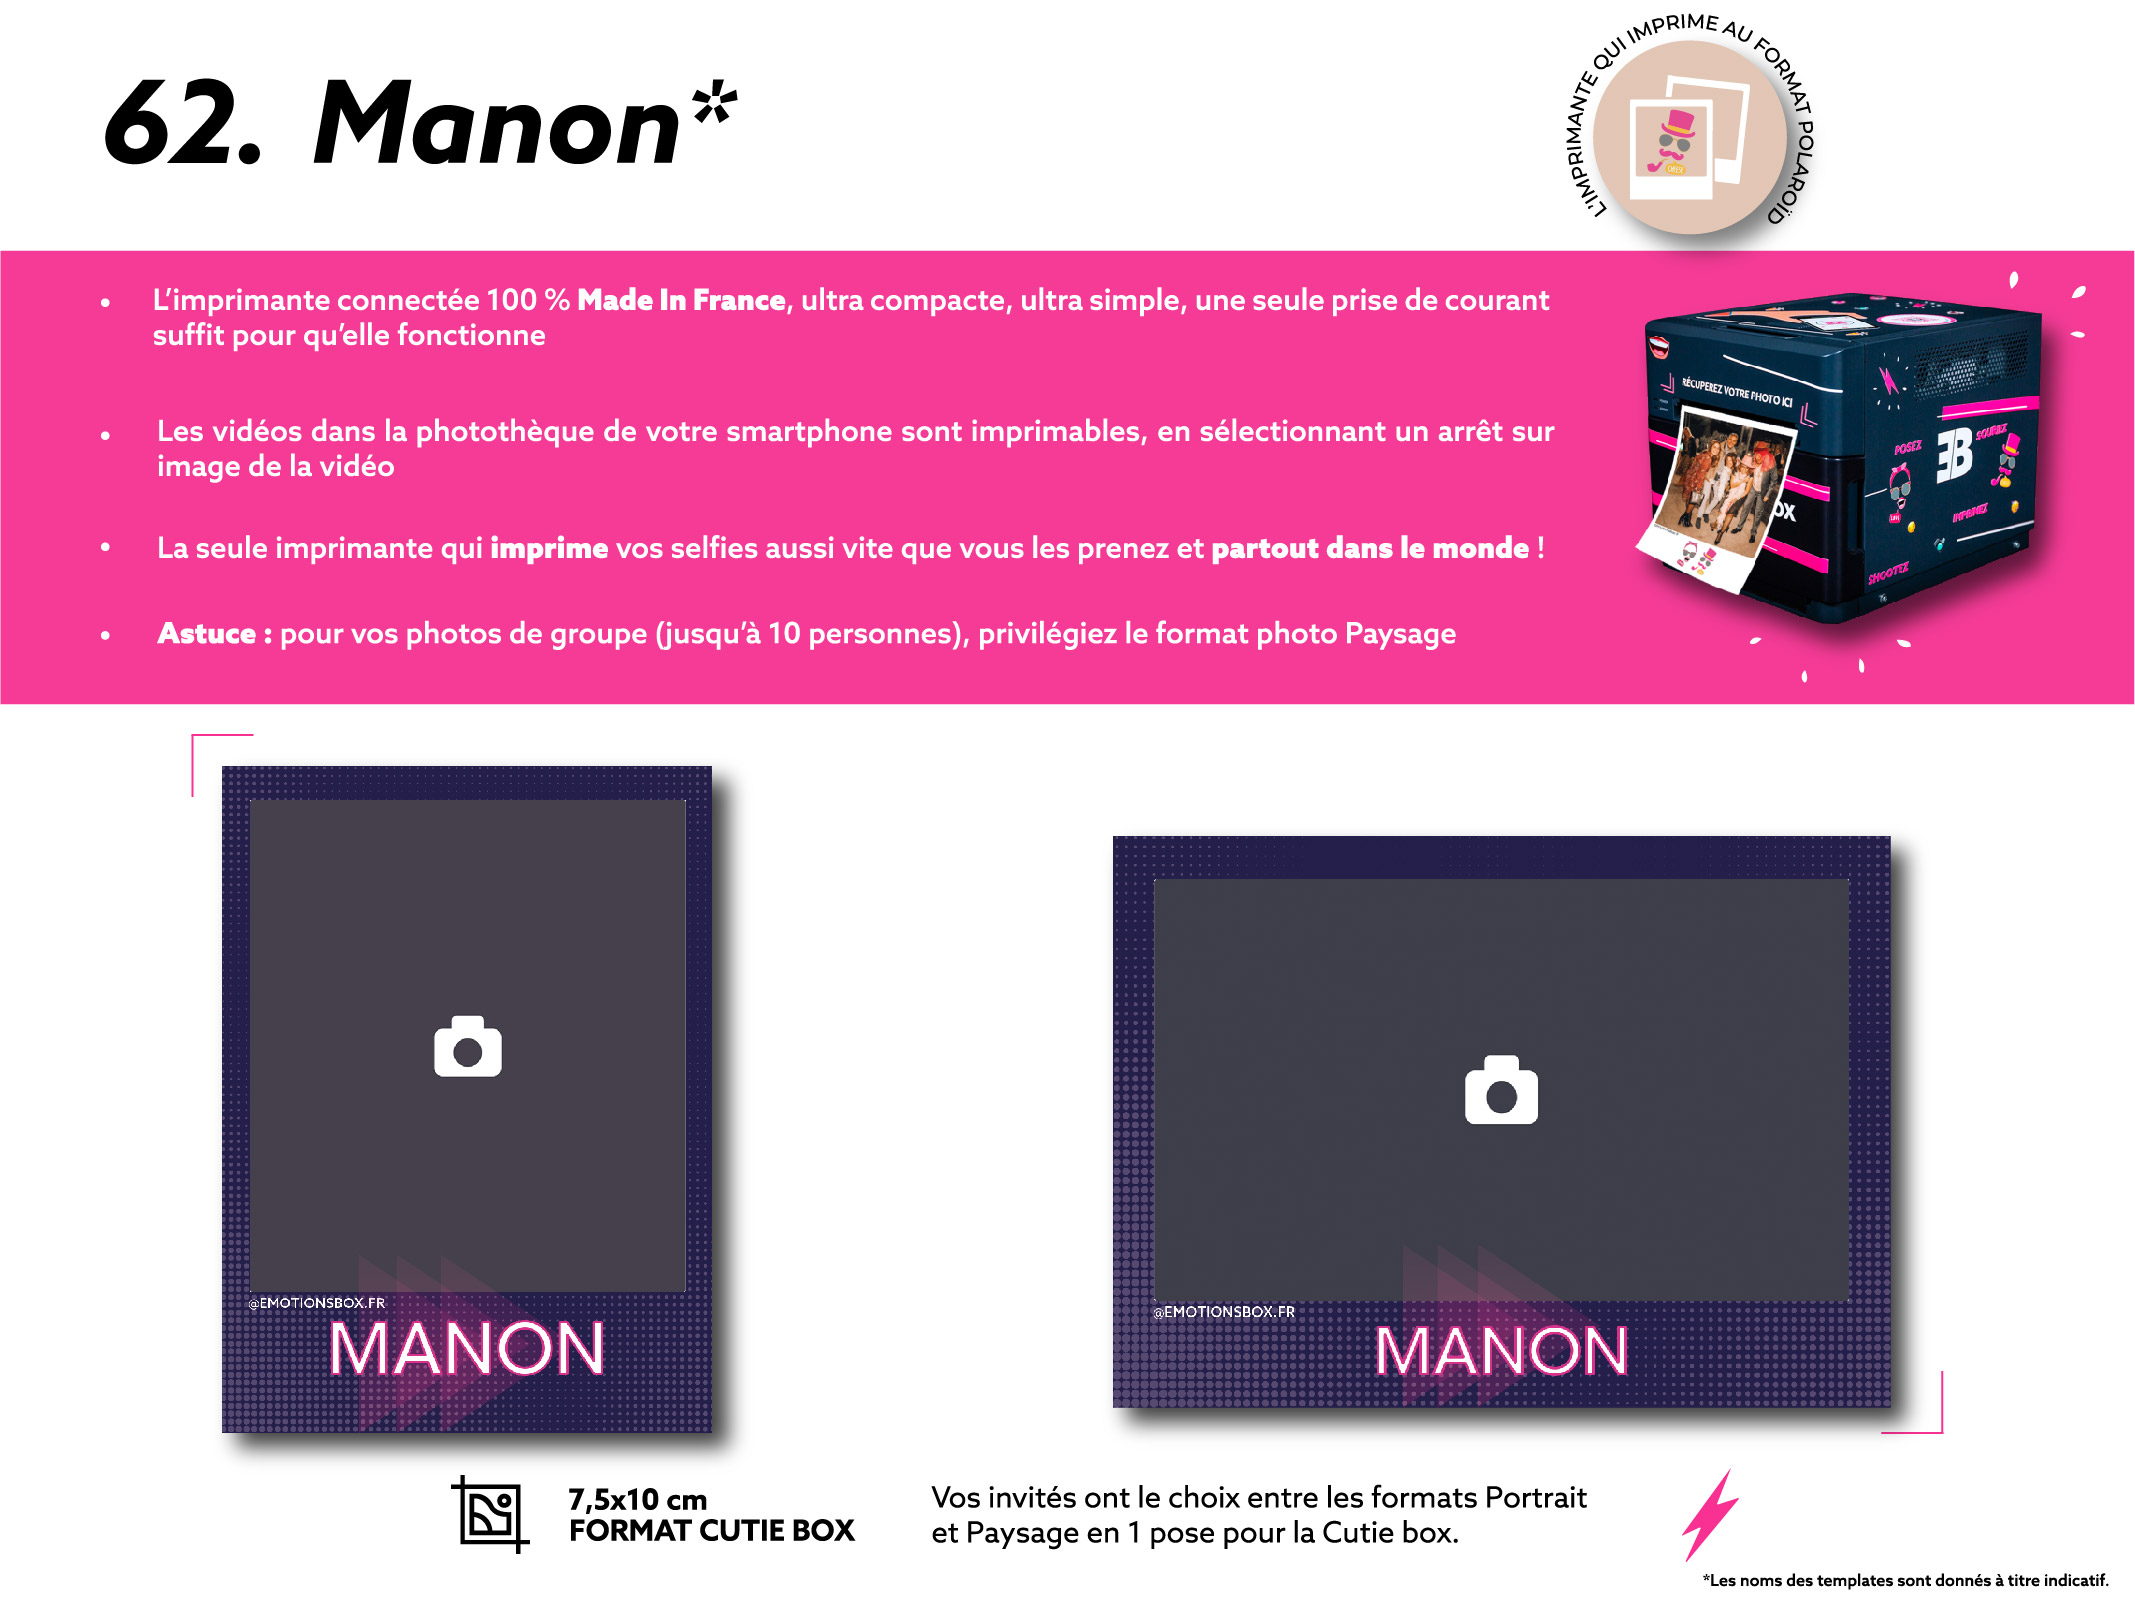 62. Manon*
L'IMPRIMANTE QUI IMPRIME AU FORMAT POLAROÏD
• L’imprimante connectée 100 % Made In France, ultra compacte, ultra simple, une seule prise de courant
suffit pour qu’elle fonctionne
• Les vidéos dans la photothèque de votre smartphone sont imprimables, en sélectionnant un arrêt sur
image de la vidéo
• La seule imprimante qui imprime vos selfies aussi vite que vous les prenez et partout dans le monde !
• Astuce : pour vos photos de groupe (jusqu’à 10 personnes), privilégiez le format photo Paysage
RÉCUPEREZ VOTRE PHOTO ICI
POSEZ
SOURIEZ
IMPRIMEZ
SHOOTEZ
OX
@EMOTIONSBOX.FR
MANON
@EMOTIONSBOX.FR
MANON
7,5x10 cm
FORMAT CUTIE BOX
Vos invités ont le choix entre les formats Portrait
et Paysage en 1 pose pour la Cutie box.
*Les noms des templates sont donnés à titre indicatif.